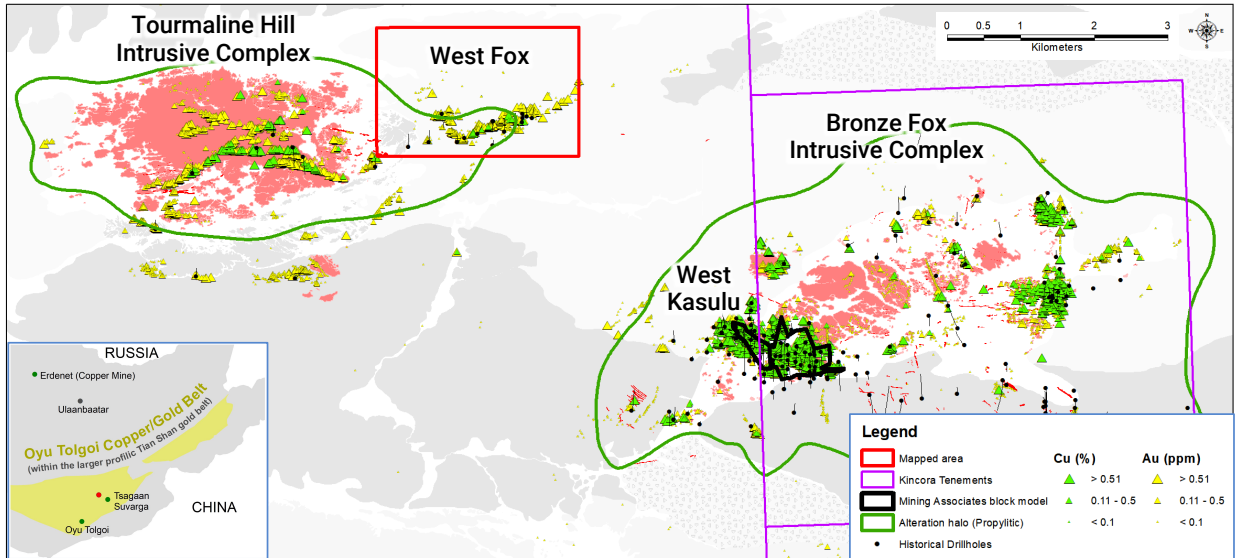 Tourmaline Hill
Intrusive Complex
West Fox
0 0.5 1 2 3
Kilometers
N
W E
S
Bronze Fox
Intrusive Complex
West
Kasulu
RUSSIA
Erdenet (Copper Mine)
Ulaanbaatar
Oyu Tolgoi Copper/Gold Belt
(within the larger profilic Tian Shan gold belt)
Tsagaan
Suvarga
CHINA
Oyu Tolgoi
Legend
Mapped area
Kincora Tenements
Mining Associates block model
Alteration halo (Propylitic)
Historical Drillholes
Cu (%) Au (ppm)
> 0.51 > 0.51
0.11 - 0.5 0.11 - 0.5
< 0.1 < 0.1